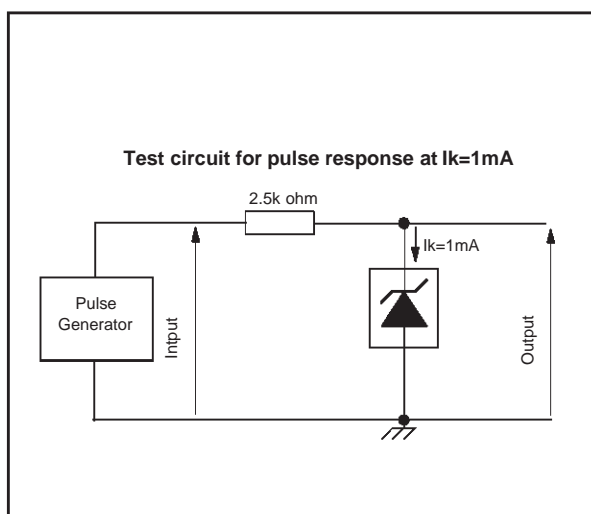 Test circuit for pulse response at Ik=1mA
2.5k ohm
Ik=1mA
Pulse
Generator
Intput
Output